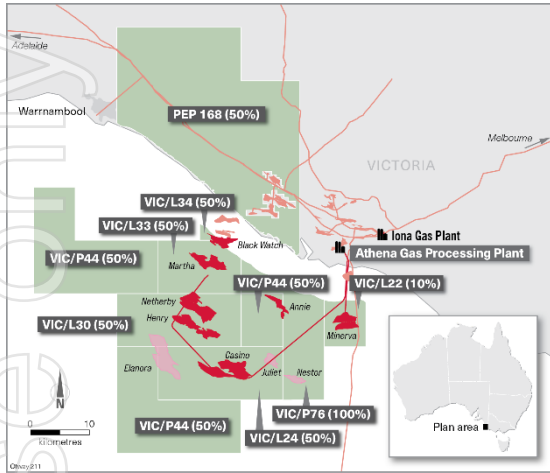 Adelaide
Warrnambool
PEP 168 (50%)
Melbourne
VICTORIA
VIC/L34 (50%)
VIC/L33 (50%)
Iona Gas Plant
Athena Gas Processing Plant
Black Watch
VIC/P44 (50%)
Martha
VIC/P44 (50%)
VIC/L22 (10%)
Netherby
Annie
Henry
VIC/L30 (50%)
Minerva
Elanora
Casino
Juliet
Nestor
N
VIC/P76 (100%)
0 10
kilometres
VIC/P44 (50%)
VIC/L24 (50%)
Plan area
Otway 211